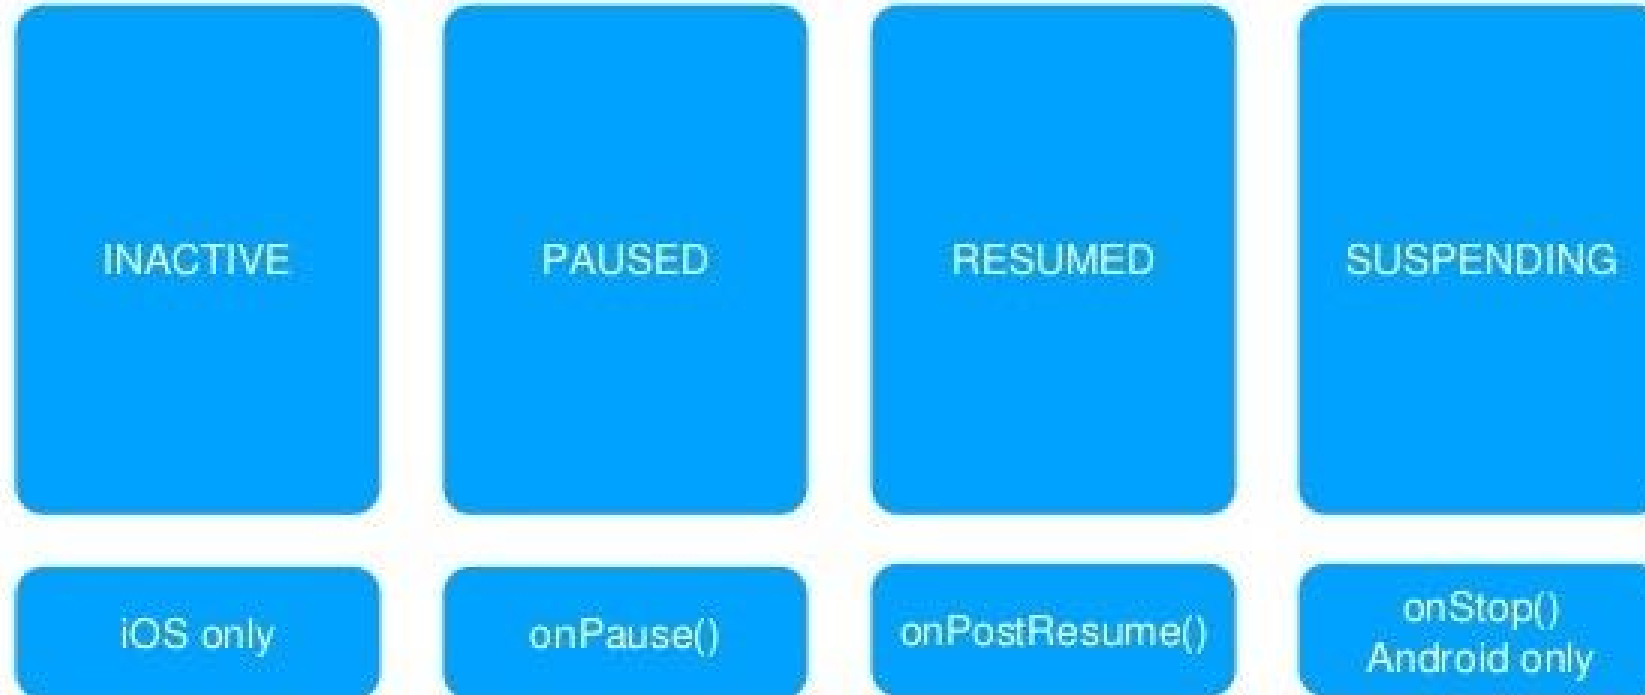 INACTIVE
PAUSED
RESUMED
SUSPENDING
iOS only
onPause()
onPostResume()
onStop()
Android only